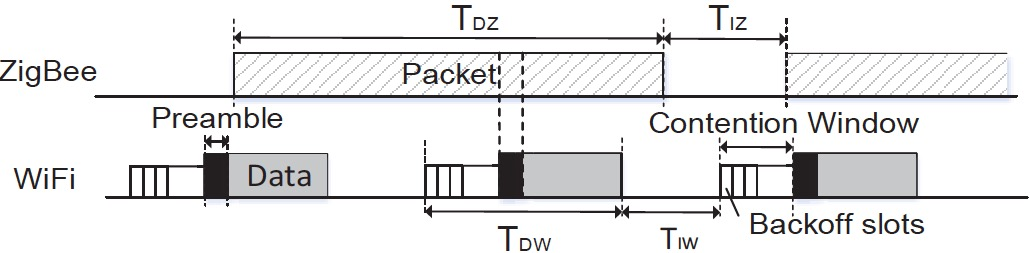 TDZ
TIZ
ZigBee
Packet
Preamble
Contention Window
WiFi
Data
Backoff slots
TDW
TIW